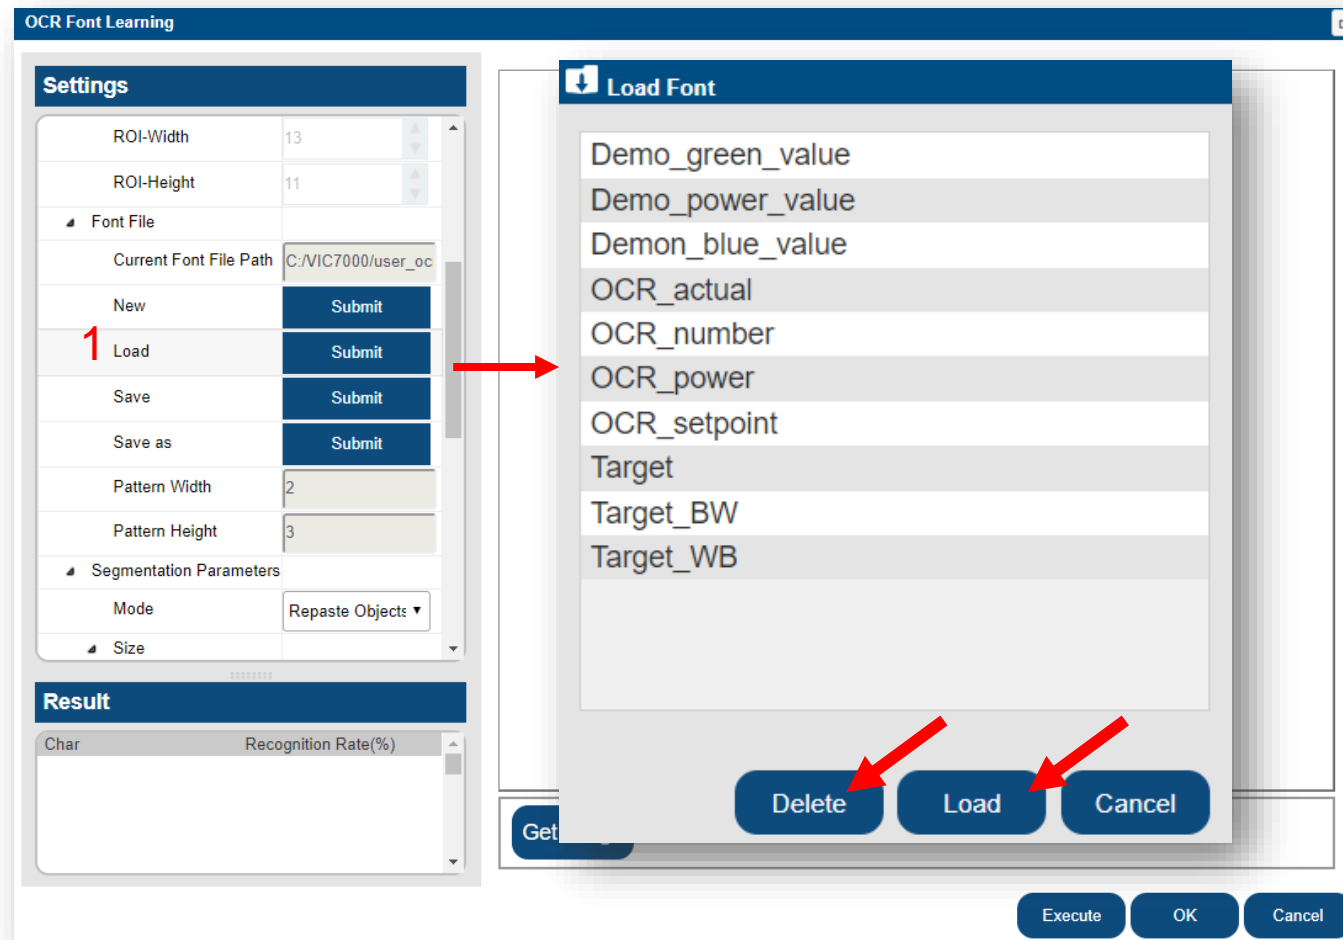 OCR Font Learning
Settings
ROI-Width 13
ROI-Height 11
Font File
Current Font File Path C:/VIC7000/user_oc
New Submit
1 Load Submit
Save Submit
Save as Submit
Pattern Width 2
Pattern Height 3
Segmentation Parameters
Mode Repaste Objects
Size
Result
Char Recognition Rate(%)
Load Font
Demo_green_value
Demo_power_value
Demon_blue_value
OCR_actual
OCR_number
OCR_power
OCR_setpoint
Target
Target_BW
Target_WB
Delete Load Cancel
Get
Execute OK Cancel